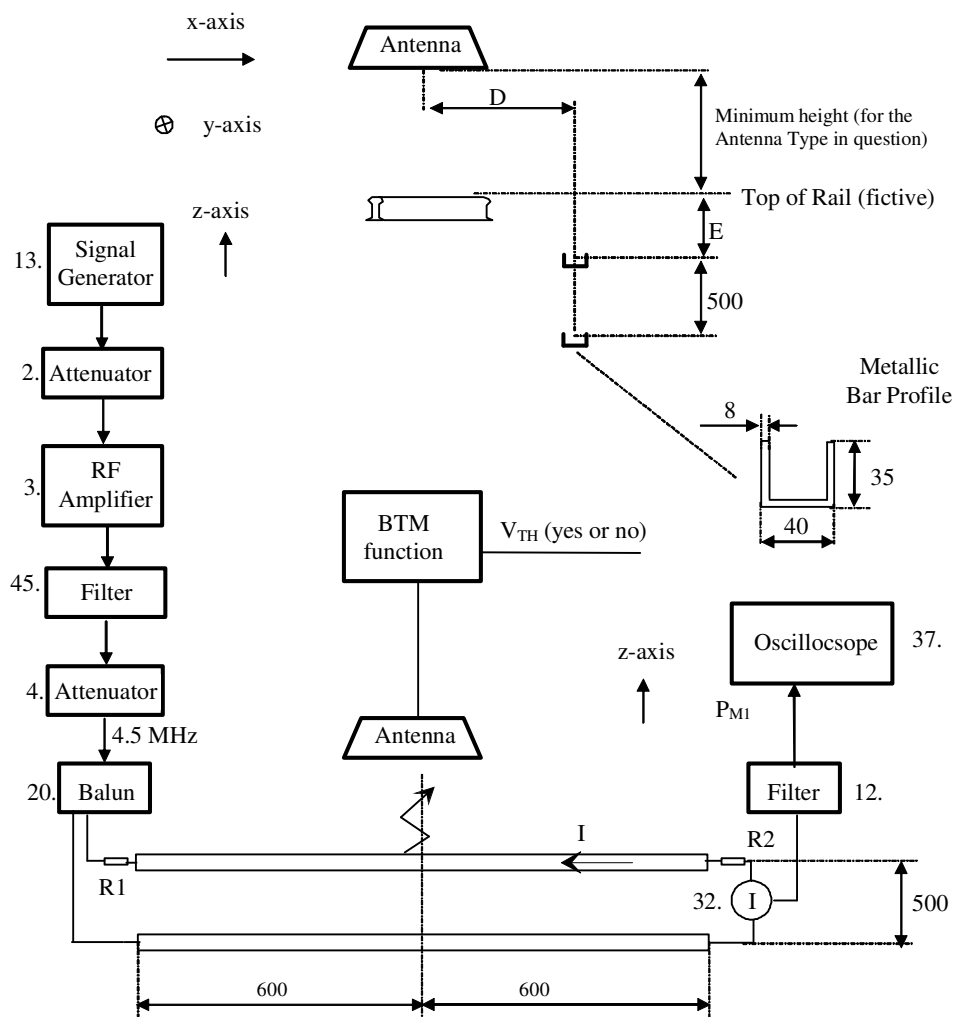 x-axis
Antenna
D
y-axis
Minimum height (for the
Antenna Type in question)
Top of Rail (fictive)
z-axis
E
13.
Signal
Generator
500
2.
Attenuator
Metallic
Bar Profile
8
35
40
3.
RF
Amplifier
BTM
function
VTH (yes or no)
45.
Filter
Oscillocsope
37.
z-axis
4.
Attenuator
PM1
4.5 MHz
Antenna
20.
Balun
Filter
12.
I
R2
R1
32.
I
500
600
600